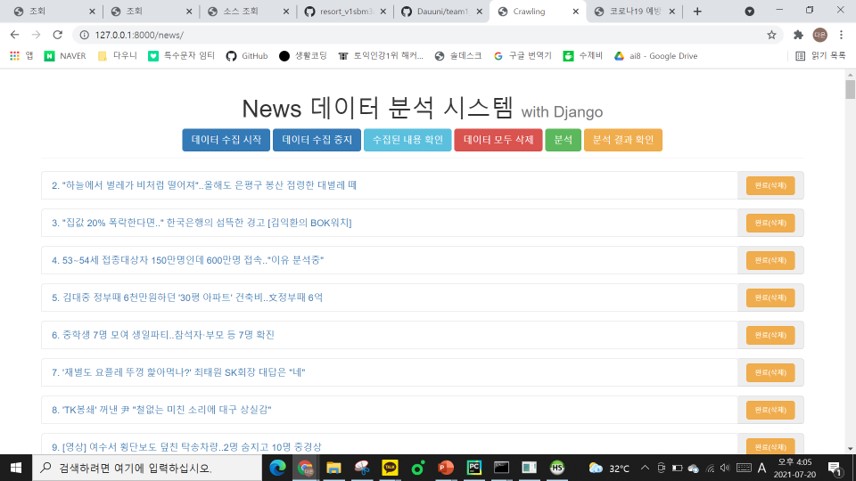 조회
조회
소스 조회
resort_v1sbm3
Dauuni/team1
Crawling
코로나19 예방
127.0.0.1:8000/news/
앱
NAVER
다우니
특수문자 임티
GitHub
생활코딩
토익인강1위 해커...
솔데스크
구글 번역기
수제비
ai8 - Google Drive
읽기 목록
News 데이터 분석 시스템 with Django
데이터 수집 시작 데이터 수집 중지 수집된 내용 확인 데이터 모두 삭제 분석 분석 결과 확인
2. "하늘에서 벌레가 비처럼 떨어져"..올해도 은평구 봉산 점령한 대벌레 떼
완료(삭제)
3. "집값 20% 폭락한다면.." 한국은행의 섬뜩한 경고 [김익환의 BOK워치]
완료(삭제)
4. 53~54세 접종대상자 150만명인데 600만명 접속.."이유 분석중"
완료(삭제)
5. 김대중 정부때 6천만원하던 '30평 아파트' 건축비..文정부때 6억
완료(삭제)
6. 중학생 7명 모여 생일파티..참석자·부모 등 7명 확진
완료(삭제)
7. '재벌도 요플레 뚜껑 핥아먹나?' 최태원 SK회장 대답은 "네"
완료(삭제)
8. 'TK봉쇄' 꺼낸 尹 "철없는 미친 소리에 대구 상실감"
완료(삭제)
9. [영상] 여수서 횡단보도 덮친 탁송차량..2명 숨지고 10명 중경상
완료(삭제)
검색하려면 여기에 입력하십시오.
32°C
A
오후 4:05
2021-07-20